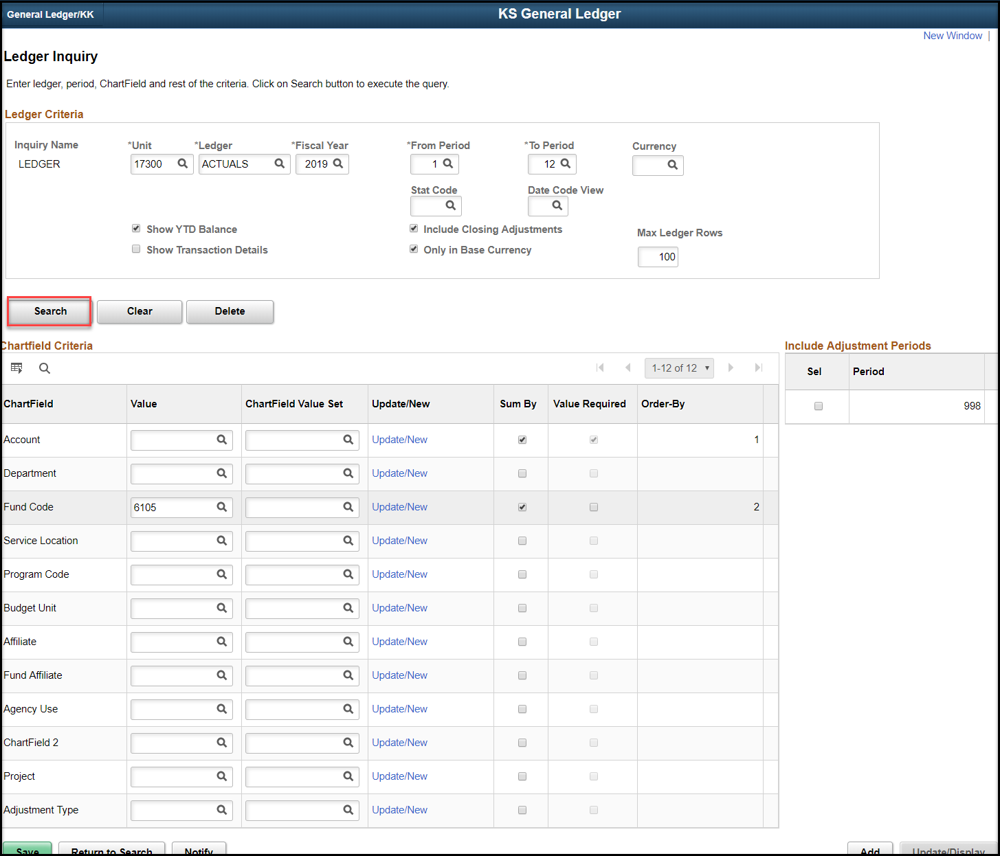 General Ledger/KK
KS General Ledger
New Window |
Ledger Inquiry
Enter ledger, period, ChartField and rest of the criteria. Click on Search button to execute the query.
Ledger Criteria
Inquiry Name *Unit *Ledger *Fiscal Year *From Period *To Period Currency
LEDGER 17300 ACTUALS 2019 1 12
Stat Code Date Code View
Show YTD Balance Include Closing Adjustments Max Ledger Rows
Show Transaction Details Only in Base Currency 100
Search Clear Delete
Chartfield Criteria
1-12 of 12
ChartField Value ChartField Value Set Update/New Sum By Value Required Order-By
Account Update/New 1
Department Update/New
Fund Code 6105 Update/New 2
Service Location Update/New
Program Code Update/New
Budget Unit Update/New
Affiliate Update/New
Fund Affiliate Update/New
Agency Use Update/New
ChartField 2 Update/New
Project Update/New
Adjustment Type Update/New
Include Adjustment Periods
Sel Period
998
Save Return to Search Notify Add Update/Display